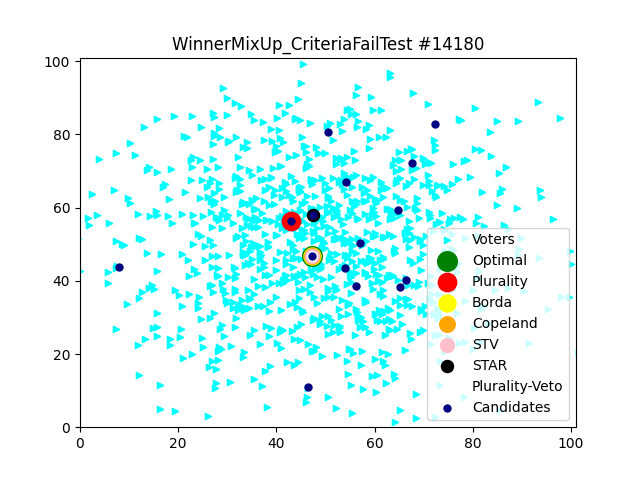 WinnerMixUp_CriteriaFailTest #14180
100
80
60
40
20
0
0 20 40 60 80 100
Voters
Optimal
Plurality
Borda
Copeland
STV
STAR
Plurality-Veto
Candidates